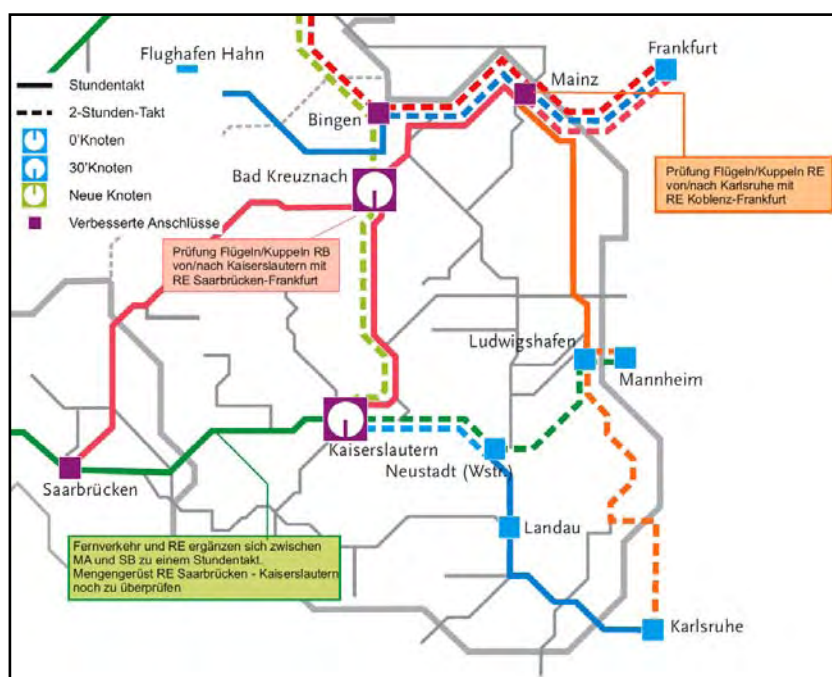 Flughafen Hahn
Frankfurt
Stundentakt
2-Stunden-Takt
0'Knoten
30'Knoten
Neue Knoten
Verbesserte Anschlüsse
Bingen
Mainz
Bad Kreuznach
Prüfung Flügeln/Kuppeln RE
von/nach Karlsruhe mit
RE Koblenz-Frankfurt
Prüfung Flügeln/Kuppeln RB
von/nach Kaiserslautern mit
RE Saarbrücken-Frankfurt
Ludwigshafen
Mannheim
Kaiserslautern
Neustadt (Wstr.)
Saarbrücken
Landau
Fernverkehr und RE ergänzen sich zwischen
MA und SB zu einem Stundentakt.
Mengengerüst RE Saarbrücken - Kaiserslautern
noch zu überprüfen
Karlsruhe